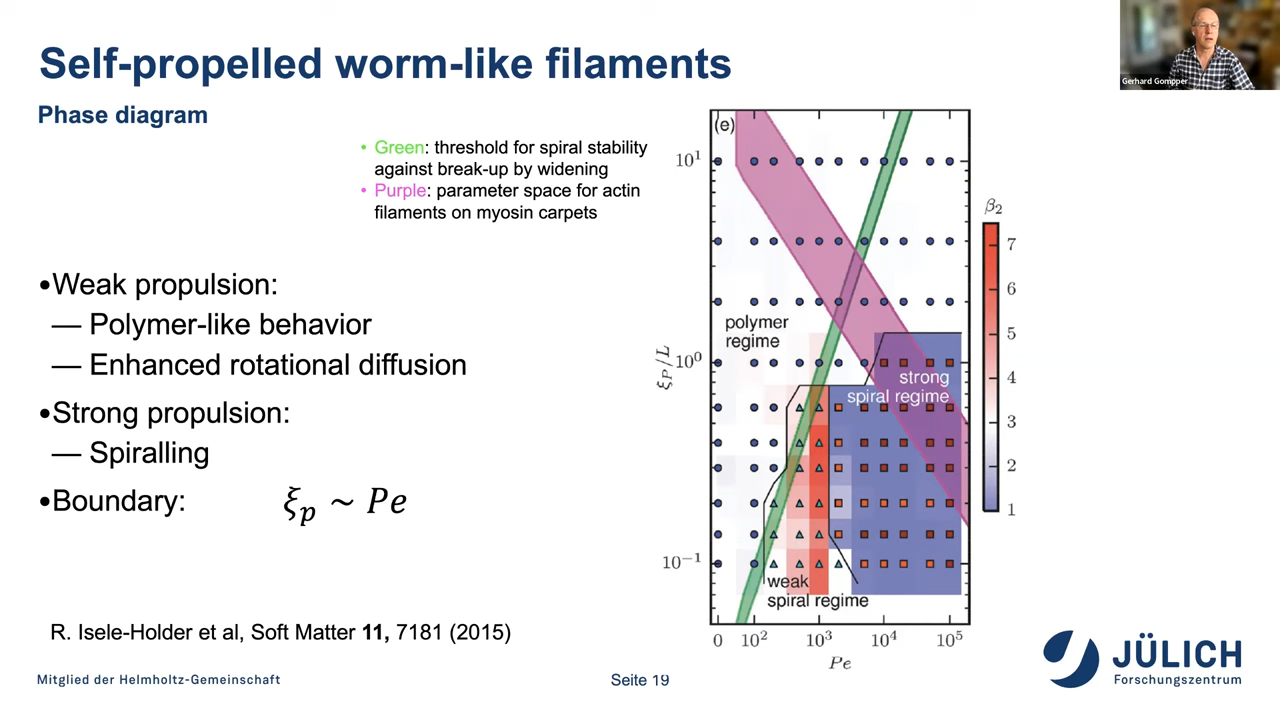 Self-propelled worm-like filaments
Gerhard Gompper
Phase diagram
• Green: threshold for spiral stability
against break-up by widening
• Purple: parameter space for actin
filaments on myosin carpets
•Weak propulsion:
— Polymer-like behavior
— Enhanced rotational diffusion
•Strong propulsion:
— Spiralling
•Boundary: ξₚ ~ Pe
R. Isele-Holder et al, Soft Matter 11, 7181 (2015)
(e)
ξ_P/L
10¹
10⁰
10⁻¹
polymer
regime
strong
spiral regime
weak
spiral regime
0 10² 10³ 10⁴ 10⁵
Pe
β₂
7
6
5
4
3
2
1
Mitglied der Helmholtz-Gemeinschaft
Seite 19
JÜLICH
Forschungszentrum